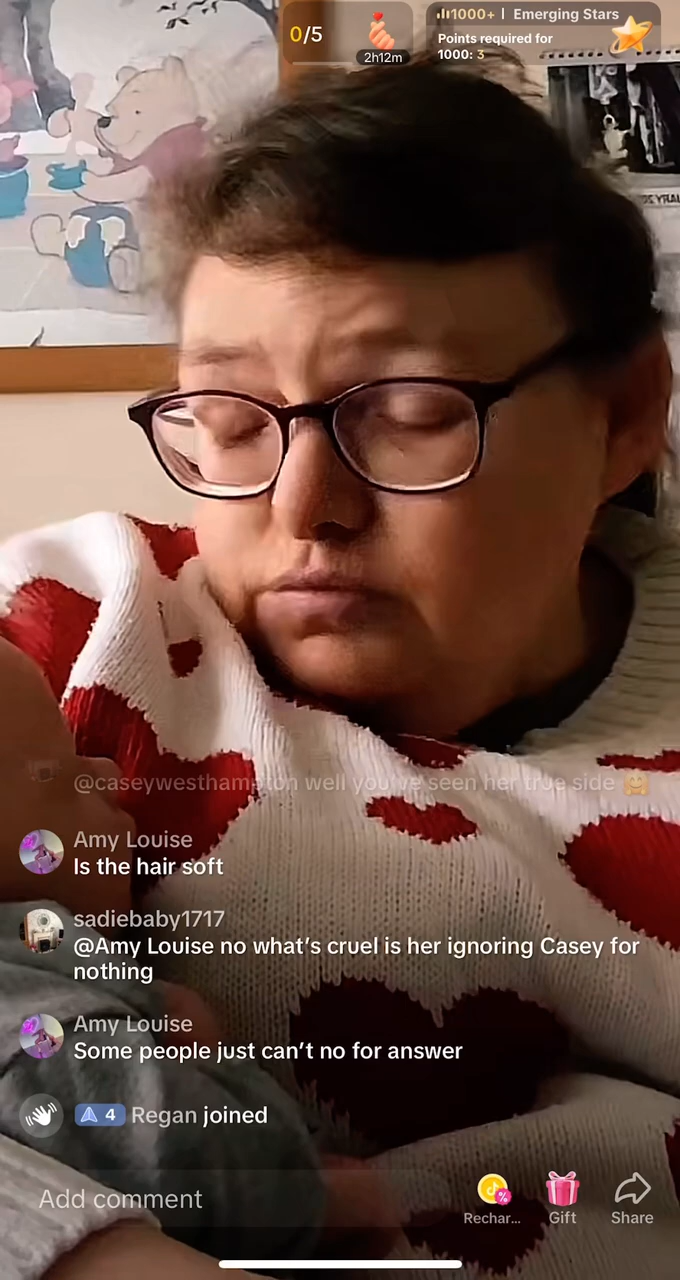 0/5
2h12m
1000+ | Emerging Stars
Points required for
1000: 3
@caseywesthampton well you've seen her true side 🤗
Amy Louise
Is the hair soft
sadiebaby1717
@Amy Louise no what's cruel is her ignoring Casey for
nothing
Amy Louise
Some people just can't no for answer
4 Regan joined
Add comment
Rechar...
Gift
Share